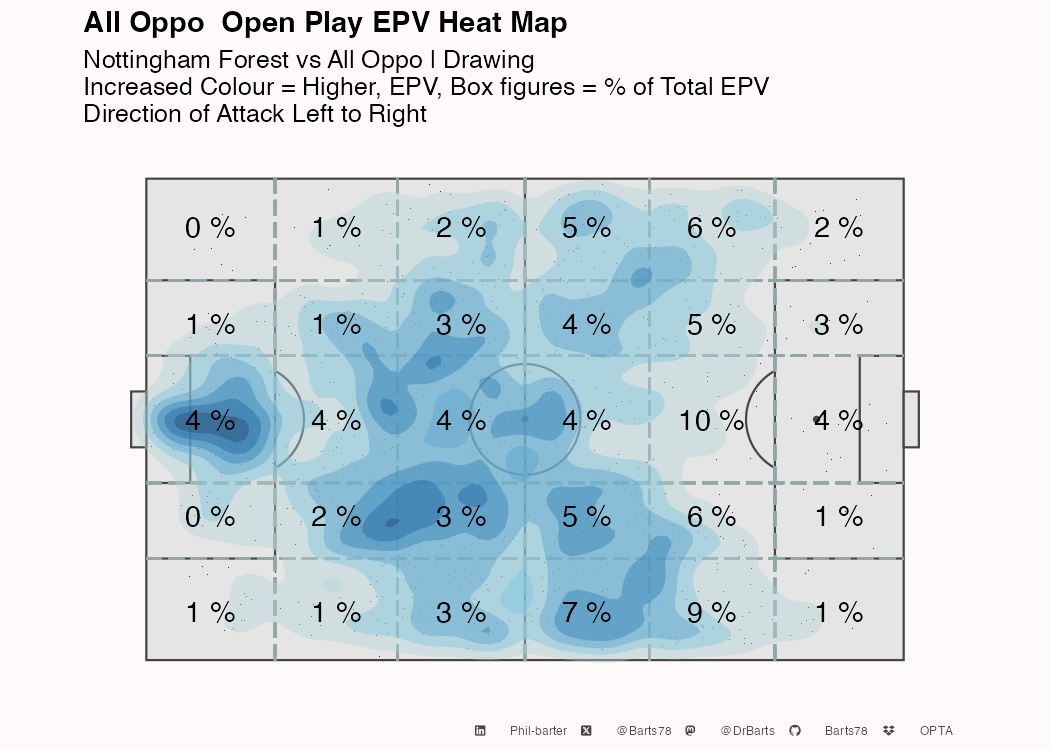 All Oppo  Open Play EPV Heat Map
Nottingham Forest vs All Oppo | Drawing
Increased Colour = Higher, EPV, Box figures = % of Total EPV
Direction of Attack Left to Right
0 % 1 % 2 % 5 % 6 % 2 %
1 % 1 % 3 % 4 % 5 % 3 %
4 % 4 % 4 % 4 % 10 % 4 %
0 % 2 % 3 % 5 % 6 % 1 %
1 % 1 % 3 % 7 % 9 % 1 %
Phil-barter @Barts78 @DrBarts Barts78 OPTA